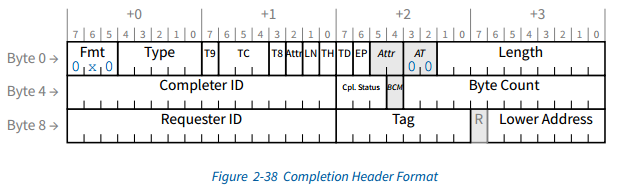 +0 +1 +2 +3
7 6 5 4 3 2 1 0 7 6 5 4 3 2 1 0 7 6 5 4 3 2 1 0 7 6 5 4 3 2 1 0
Byte 0 → Fmt Type T9 TC T8 Attr LN TH TD EP Attr AT Length
0 x 0 0 0
Byte 4 → Completer ID Cpl. Status BCM Byte Count
Byte 8 → Requester ID Tag R Lower Address
Figure 2-38 Completion Header Format